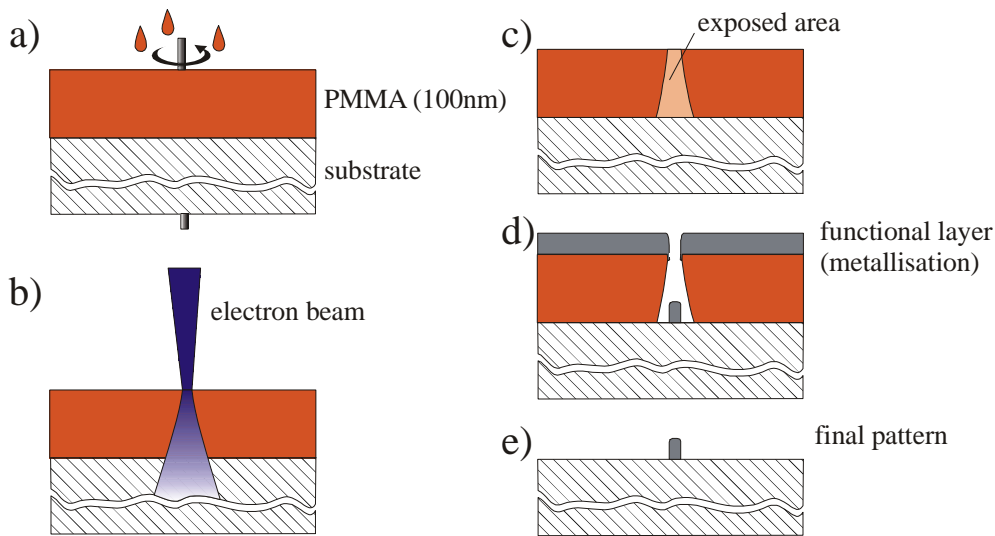 a)
PMMA (100nm)
substrate
b)
electron beam
c)
exposed area
d)
functional layer
(metallisation)
e)
final pattern